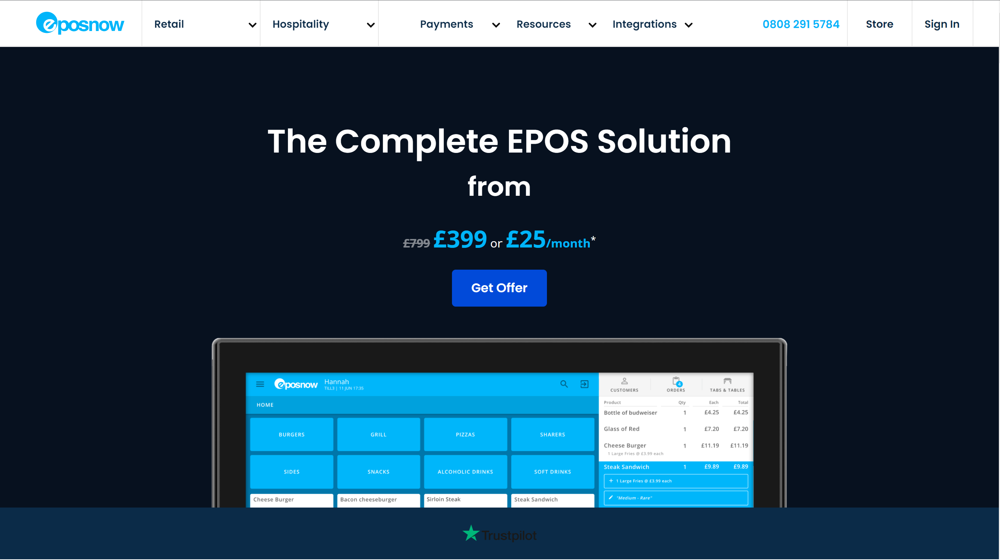 eposnow
Retail
Hospitality
Payments
Resources
Integrations
0808 291 5784
Store
Sign In
The Complete EPOS Solution
from
£799 £399 or £25/month*
Get Offer
eposnow
Hannah
TILL3 | 11 JUN 17:35
CUSTOMERS
4
ORDERS
TABS & TABLES
HOME
Product Qty Each Total
Bottle of budweiser 1 £4.25 £4.25
Glass of Red 1 £7.20 £7.20
Cheese Burger 1 £11.19 £11.19
1 Large Fries @ £3.99 each
Steak Sandwich 1 £9.89 £9.89
+ 1 Large Fries @ £3.99 each
"Medium - Rare"
BURGERS
GRILL
PIZZAS
SHARERS
SIDES
SNACKS
ALCOHOLIC DRINKS
SOFT DRINKS
Cheese Burger
Bacon cheeseburger
Sirloin Steak
Steak Sandwich
Trustpilot